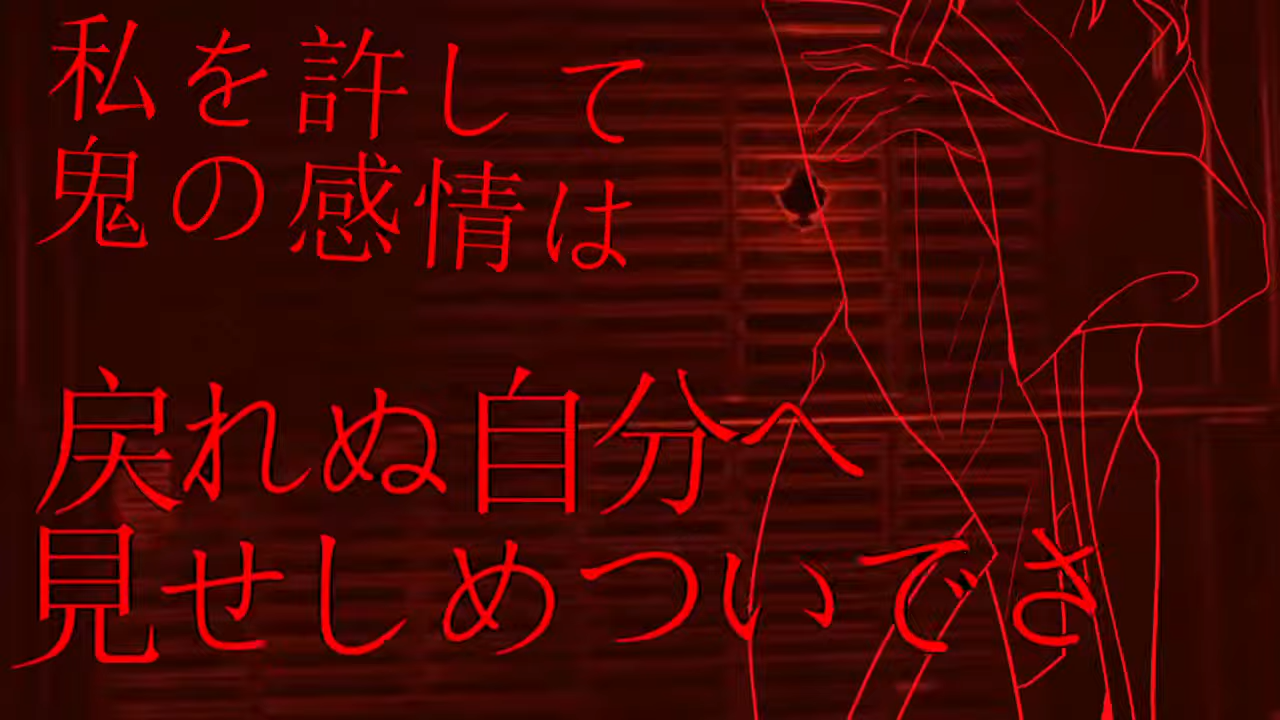 私を許して
鬼の感情は
戻れぬ自分へ
見せしめついでさ